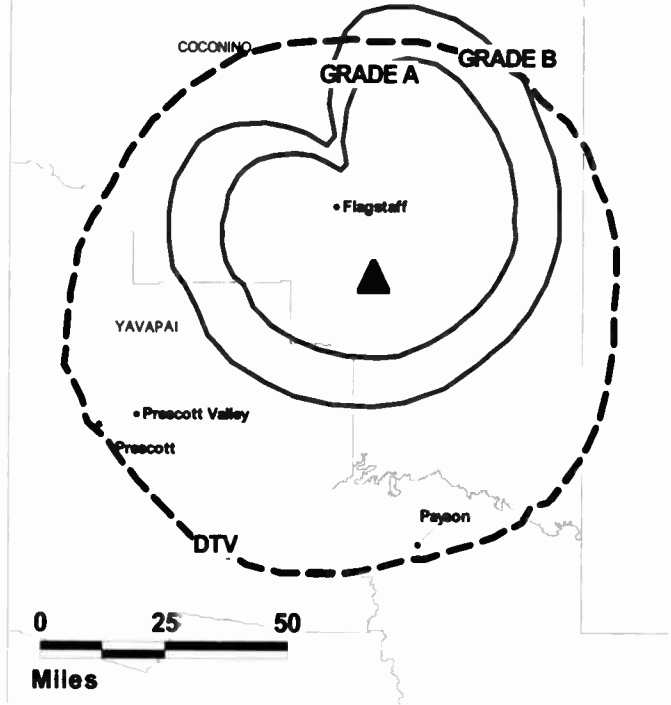 COCONINO
GRADE A
GRADE B
Flagstaff
YAVAPAI
Prescott Valley
Prescott
Payson
DTV
0 25 50
Miles